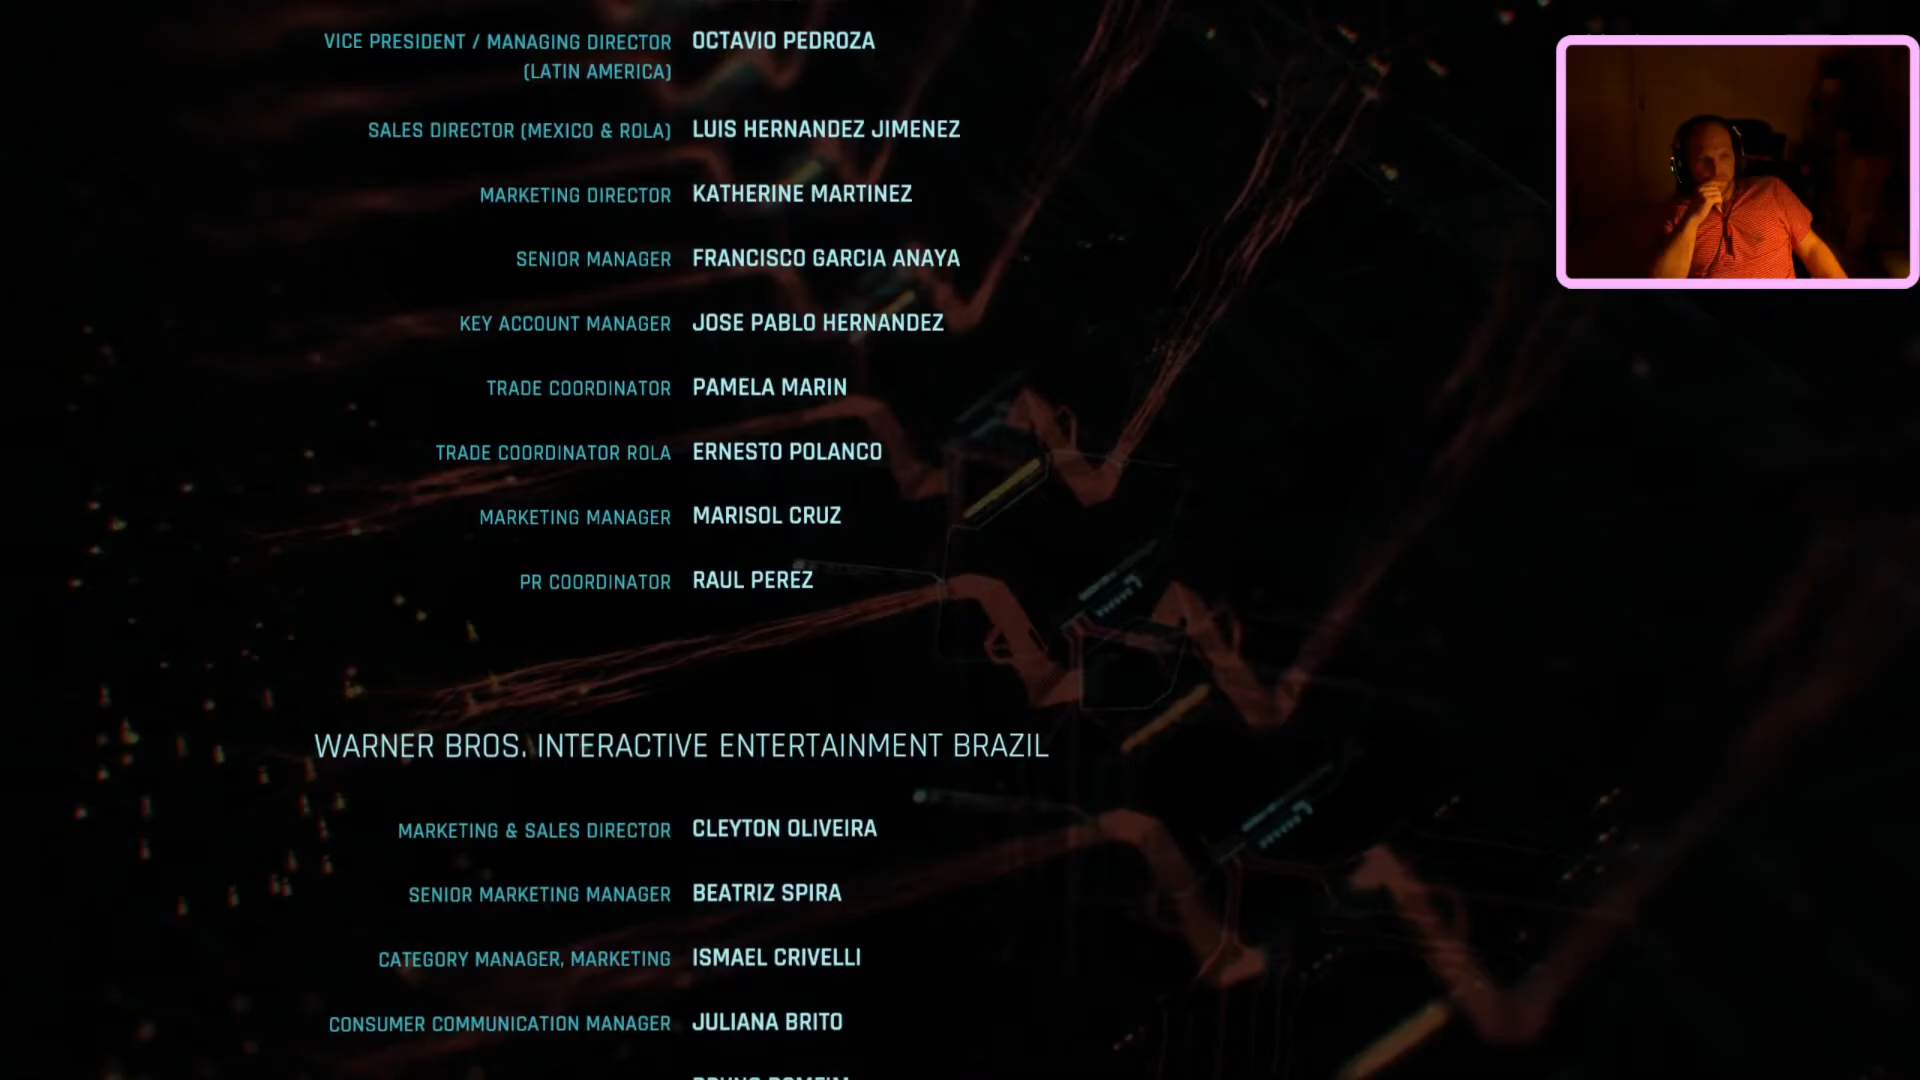 VICE PRESIDENT / MANAGING DIRECTOR OCTAVIO PEDROZA
(LATIN AMERICA)
SALES DIRECTOR (MEXICO & ROLA) LUIS HERNANDEZ JIMENEZ
MARKETING DIRECTOR KATHERINE MARTINEZ
SENIOR MANAGER FRANCISCO GARCIA ANAYA
KEY ACCOUNT MANAGER JOSE PABLO HERNANDEZ
TRADE COORDINATOR PAMELA MARIN
TRADE COORDINATOR ROLA ERNESTO POLANCO
MARKETING MANAGER MARISOL CRUZ
PR COORDINATOR RAUL PEREZ
WARNER BROS. INTERACTIVE ENTERTAINMENT BRAZIL
MARKETING & SALES DIRECTOR CLEYTON OLIVEIRA
SENIOR MARKETING MANAGER BEATRIZ SPIRA
CATEGORY MANAGER, MARKETING ISMAEL CRIVELLI
CONSUMER COMMUNICATION MANAGER JULIANA BRITO